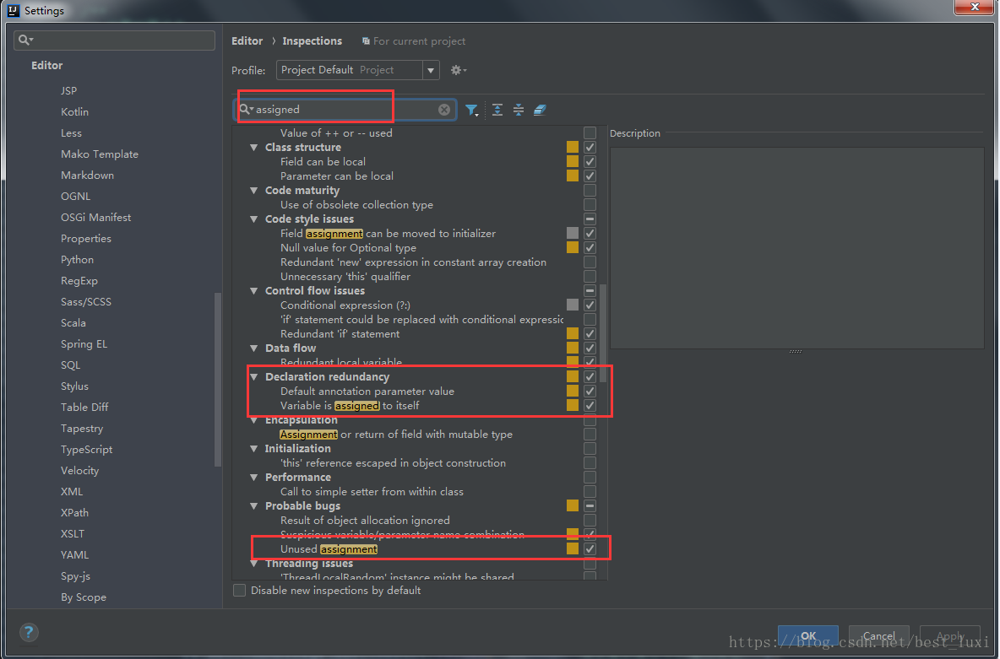 IJ Settings
Editor
JSP
Kotlin
Less
Mako Template
Markdown
OGNL
OSGi Manifest
Properties
Python
RegExp
Sass/SCSS
Scala
Spring EL
SQL
Stylus
Table Diff
Tapestry
TypeScript
Velocity
XML
XPath
XSLT
YAML
Spy-js
By Scope
Editor › Inspections For current project
Profile: Project Default Project
assigned
Value of ++ or -- used
Class structure
Field can be local
Parameter can be local
Code maturity
Use of obsolete collection type
Code style issues
Field assignment can be moved to initializer
Null value for Optional type
Redundant 'new' expression in constant array creation
Unnecessary 'this' qualifier
Control flow issues
Conditional expression (?:)
'if' statement could be replaced with conditional expressic
Redundant 'if' statement
Data flow
Redundant local variable
Declaration redundancy
Default annotation parameter value
Variable is assigned to itself
Encapsulation
Assignment or return of field with mutable type
Initialization
'this' reference escaped in object construction
Performance
Call to simple setter from within class
Probable bugs
Result of object allocation ignored
Suspicious variable/parameter name combination
Unused assignment
Threading issues
'ThreadLocalRandom' instance might be shared
Disable new inspections by default
Description
?
OK
Cancel
Apply
https://blog.csdn.net/best_luxi